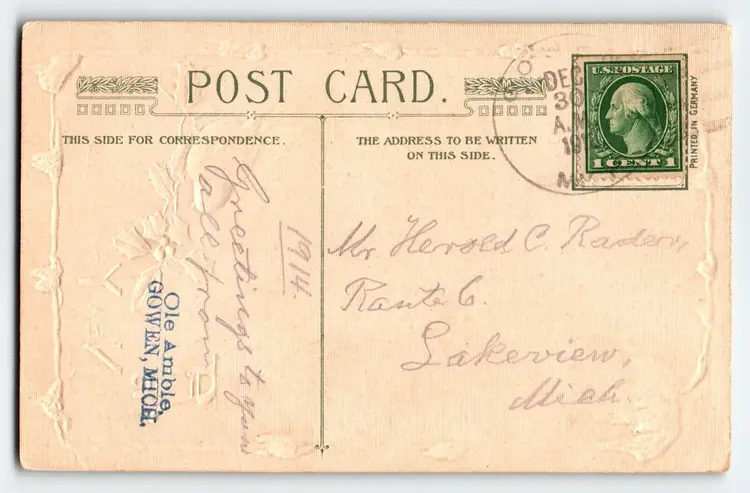 POST CARD.
THIS SIDE FOR CORRESPONDENCE.
THE ADDRESS TO BE WRITTEN
ON THIS SIDE.
DEC
30
A.M.
U.S. POSTAGE
1 CENT 1
PRINTED IN GERMANY
1914.
Greetings to you
all from
Ole Amble,
GOWEN, MICH.
Mr. Herold C. Raders,
Route 6.
Lakeview,
Mich.